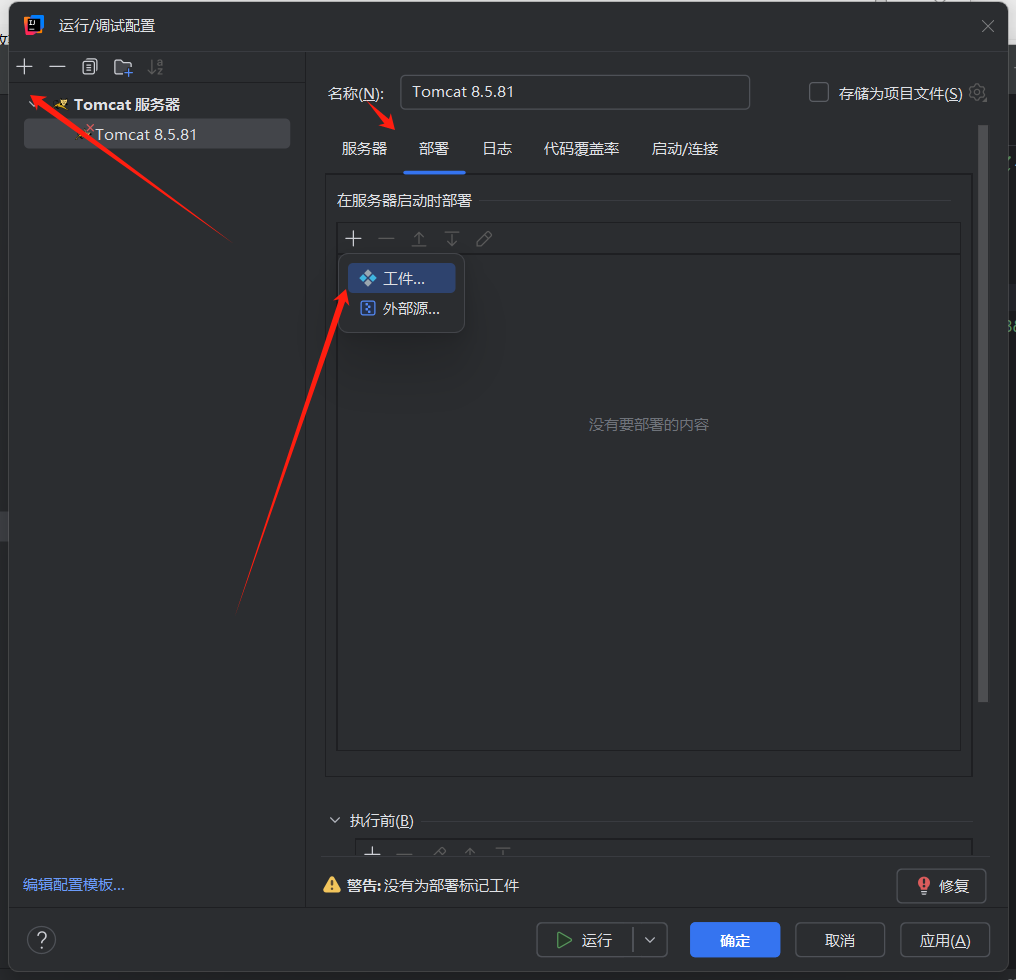 运行/调试配置
Tomcat 服务器
Tomcat 8.5.81
名称(N):
Tomcat 8.5.81
存储为项目文件(S)
服务器
部署
日志
代码覆盖率
启动/连接
在服务器启动时部署
工件...
外部源...
没有要部署的内容
执行前(B)
编辑配置模板...
警告: 没有为部署标记工件
修复
?
运行
确定
取消
应用(A)